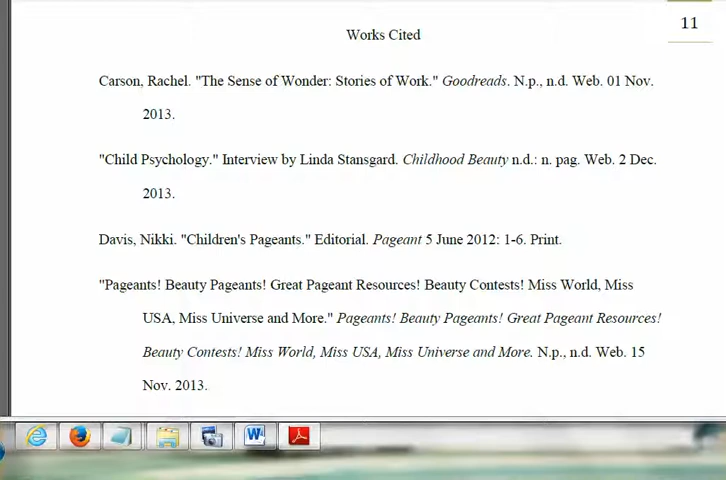 11
Works Cited
Carson, Rachel. "The Sense of Wonder: Stories of Work." Goodreads. N.p., n.d. Web. 01 Nov.
2013.
"Child Psychology." Interview by Linda Stansgard. Childhood Beauty n.d.: n. pag. Web. 2 Dec.
2013.
Davis, Nikki. "Children's Pageants." Editorial. Pageant 5 June 2012: 1-6. Print.
"Pageants! Beauty Pageants! Great Pageant Resources! Beauty Contests! Miss World, Miss
USA, Miss Universe and More." Pageants! Beauty Pageants! Great Pageant Resources!
Beauty Contests! Miss World, Miss USA, Miss Universe and More. N.p., n.d. Web. 15
Nov. 2013.